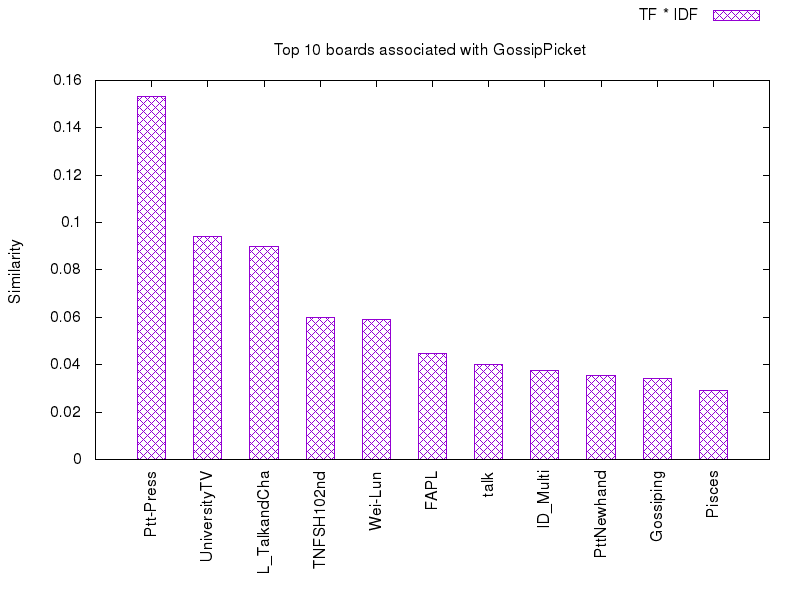 TF * IDF
Top 10 boards associated with GossipPicket
Similarity
0.16
0.14
0.12
0.1
0.08
0.06
0.04
0.02
0
Ptt-Press
UniversityTV
L_TalkandCha
TNFSH102nd
Wei-Lun
FAPL
talk
ID_Multi
PttNewhand
Gossiping
Pisces